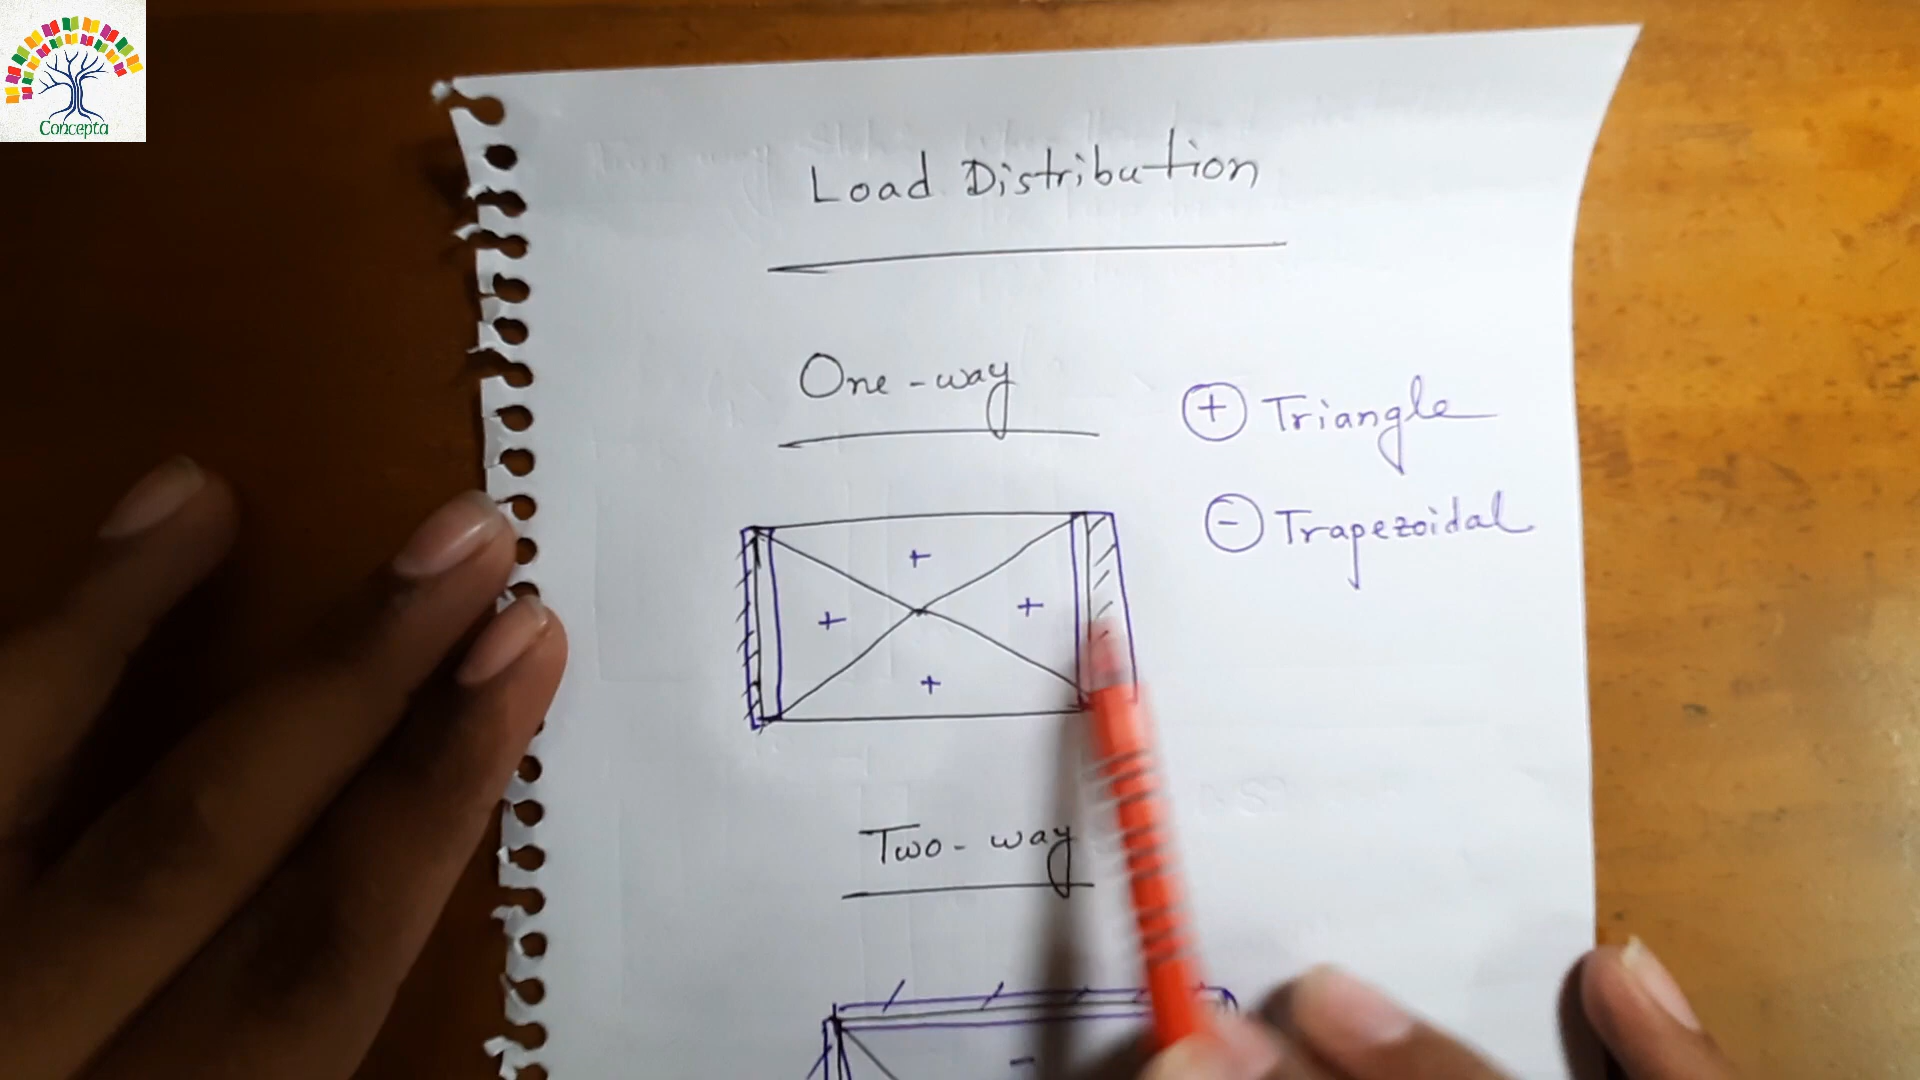 Concepta
Load Distribution
One-way
⊕ Triangle
⊖ Trapezoidal
+
+ +
+
Two-way
-